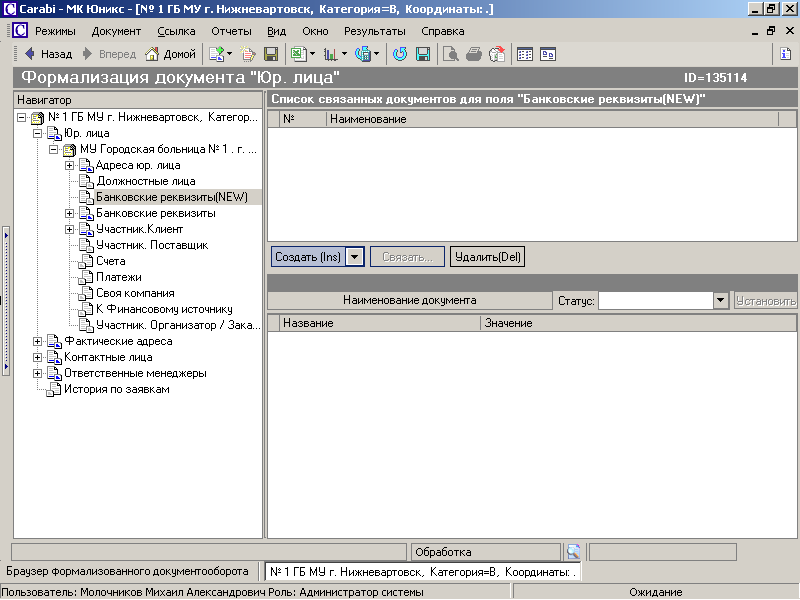 Carabi - МК Юникс - [№ 1 ГБ МУ г. Нижневартовск, Категория=В, Координаты: .]
Режимы Документ Ссылка Отчеты Вид Окно Результаты Справка
Назад Вперед Домой
Формализация документа "Юр. лица" ID=135114
Навигатор
№ 1 ГБ МУ г. Нижневартовск, Категор...
Юр. лица
МУ Городская больница № 1 . г. ...
Адреса юр. лица
Должностные лица
Банковские реквизиты(NEW)
Банковские реквизиты
Участник.Клиент
Участник. Поставщик
Счета
Платежи
Своя компания
К Финансовому источнику
Участник. Организатор / Зака...
Фактические адреса
Контактные лица
Ответственные менеджеры
История по заявкам
Список связанных документов для поля "Банковские реквизиты(NEW)"
№ Наименование
Создать (Ins) Связать... Удалить(Del)
Наименование документа Статус: Установить
Название Значение
Обработка
Браузер формализованного документооборота № 1 ГБ МУ г. Нижневартовск, Категория=В, Координаты: .
Пользователь: Молочников Михаил Александрович Роль: Администратор системы Ожидание